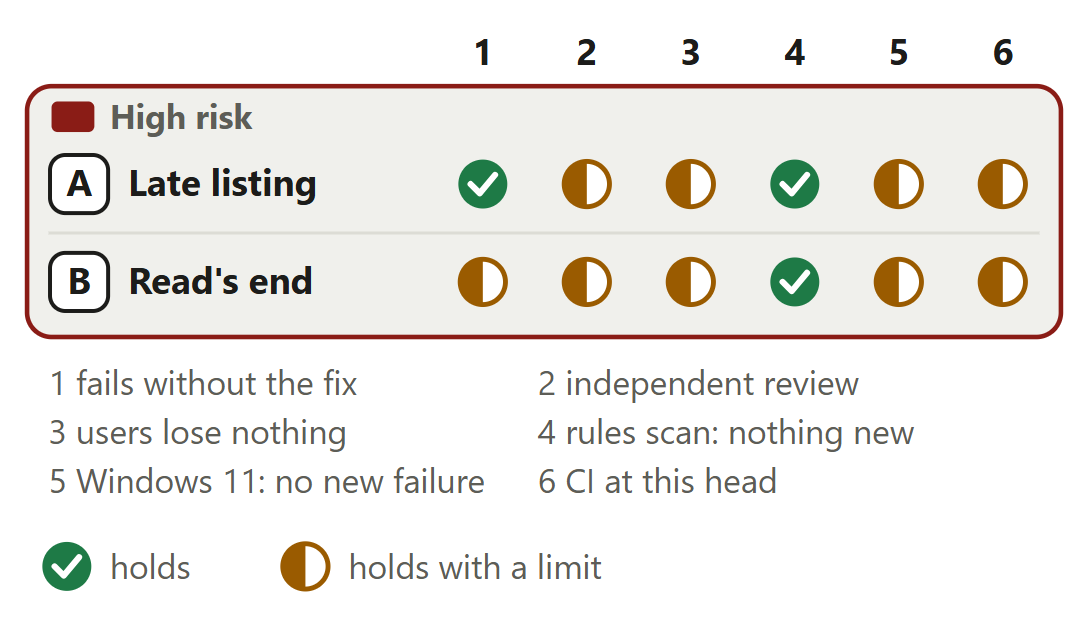 1 2 3 4 5 6
High risk
A Late listing
B Read's end
1 fails without the fix 2 independent review
3 users lose nothing 4 rules scan: nothing new
5 Windows 11: no new failure 6 CI at this head
holds holds with a limit